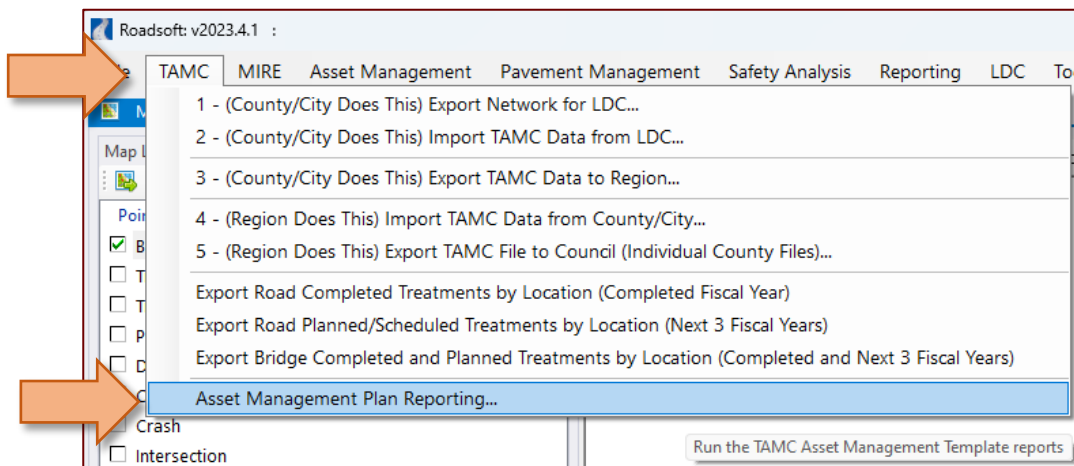 Roadsoft: v2023.4.1 :
TAMC MIRE Asset Management Pavement Management Safety Analysis Reporting LDC
1 - (County/City Does This) Export Network for LDC...
2 - (County/City Does This) Import TAMC Data from LDC...
Map
3 - (County/City Does This) Export TAMC Data to Region...
4 - (Region Does This) Import TAMC Data from County/City...
5 - (Region Does This) Export TAMC File to Council (Individual County Files)...
Export Road Completed Treatments by Location (Completed Fiscal Year)
Export Road Planned/Scheduled Treatments by Location (Next 3 Fiscal Years)
Export Bridge Completed and Planned Treatments by Location (Completed and Next 3 Fiscal Years)
Asset Management Plan Reporting...
Crash
Run the TAMC Asset Management Template reports
Intersection